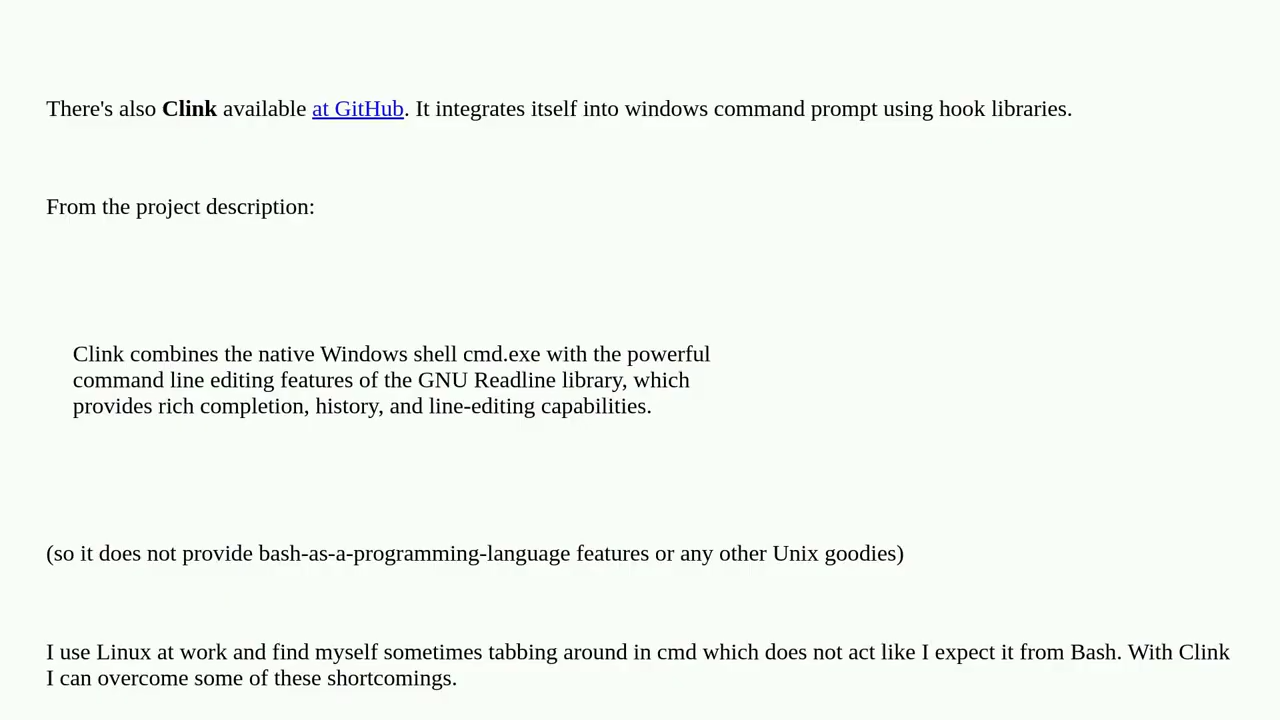 There's also Clink available at GitHub. It integrates itself into windows command prompt using hook libraries.
From the project description:
Clink combines the native Windows shell cmd.exe with the powerful
command line editing features of the GNU Readline library, which
provides rich completion, history, and line-editing capabilities.
(so it does not provide bash-as-a-programming-language features or any other Unix goodies)
I use Linux at work and find myself sometimes tabbing around in cmd which does not act like I expect it from Bash. With Clink
I can overcome some of these shortcomings.